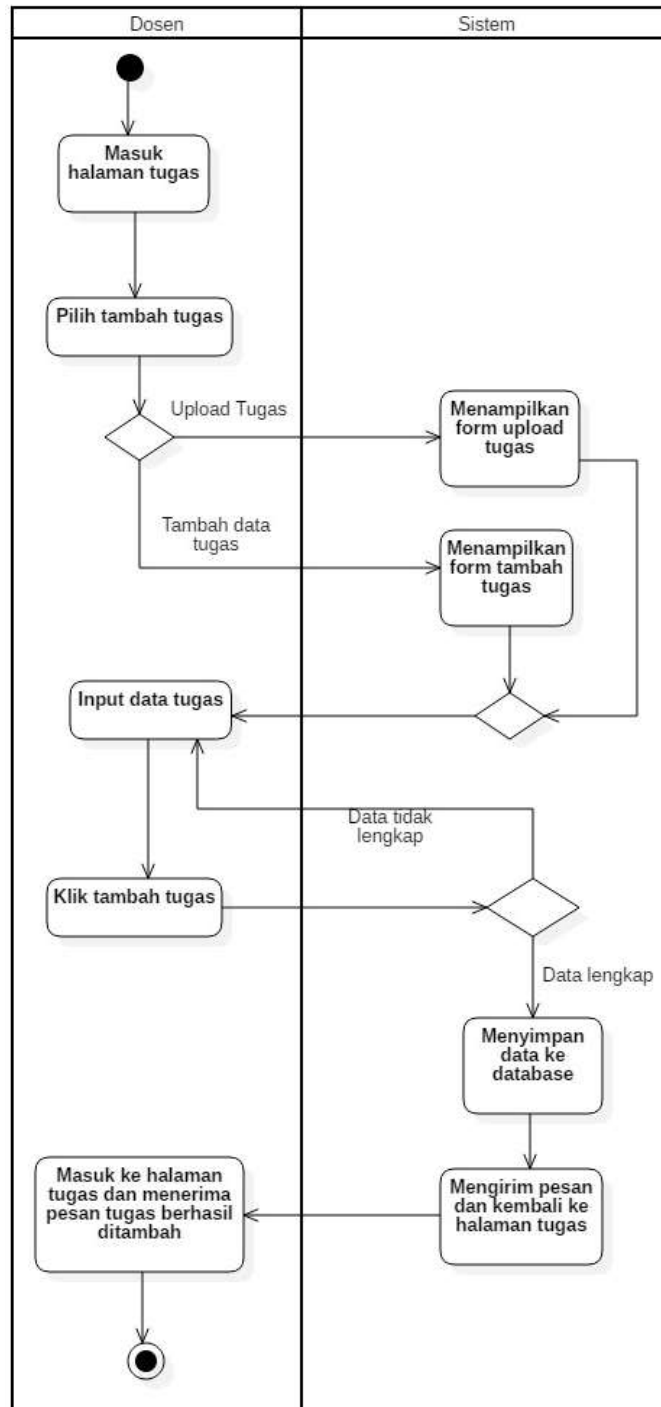 Dosen
Sistem
Masuk
halaman tugas
Pilih tambah tugas
Upload Tugas
Menampilkan
form upload
tugas
Tambah data
tugas
Menampilkan
form tambah
tugas
Input data tugas
Data tidak
lengkap
Klik tambah tugas
Data lengkap
Menyimpan
data ke
database
Masuk ke halaman
tugas dan menerima
pesan tugas berhasil
ditambah
Mengirim pesan
dan kembali ke
halaman tugas